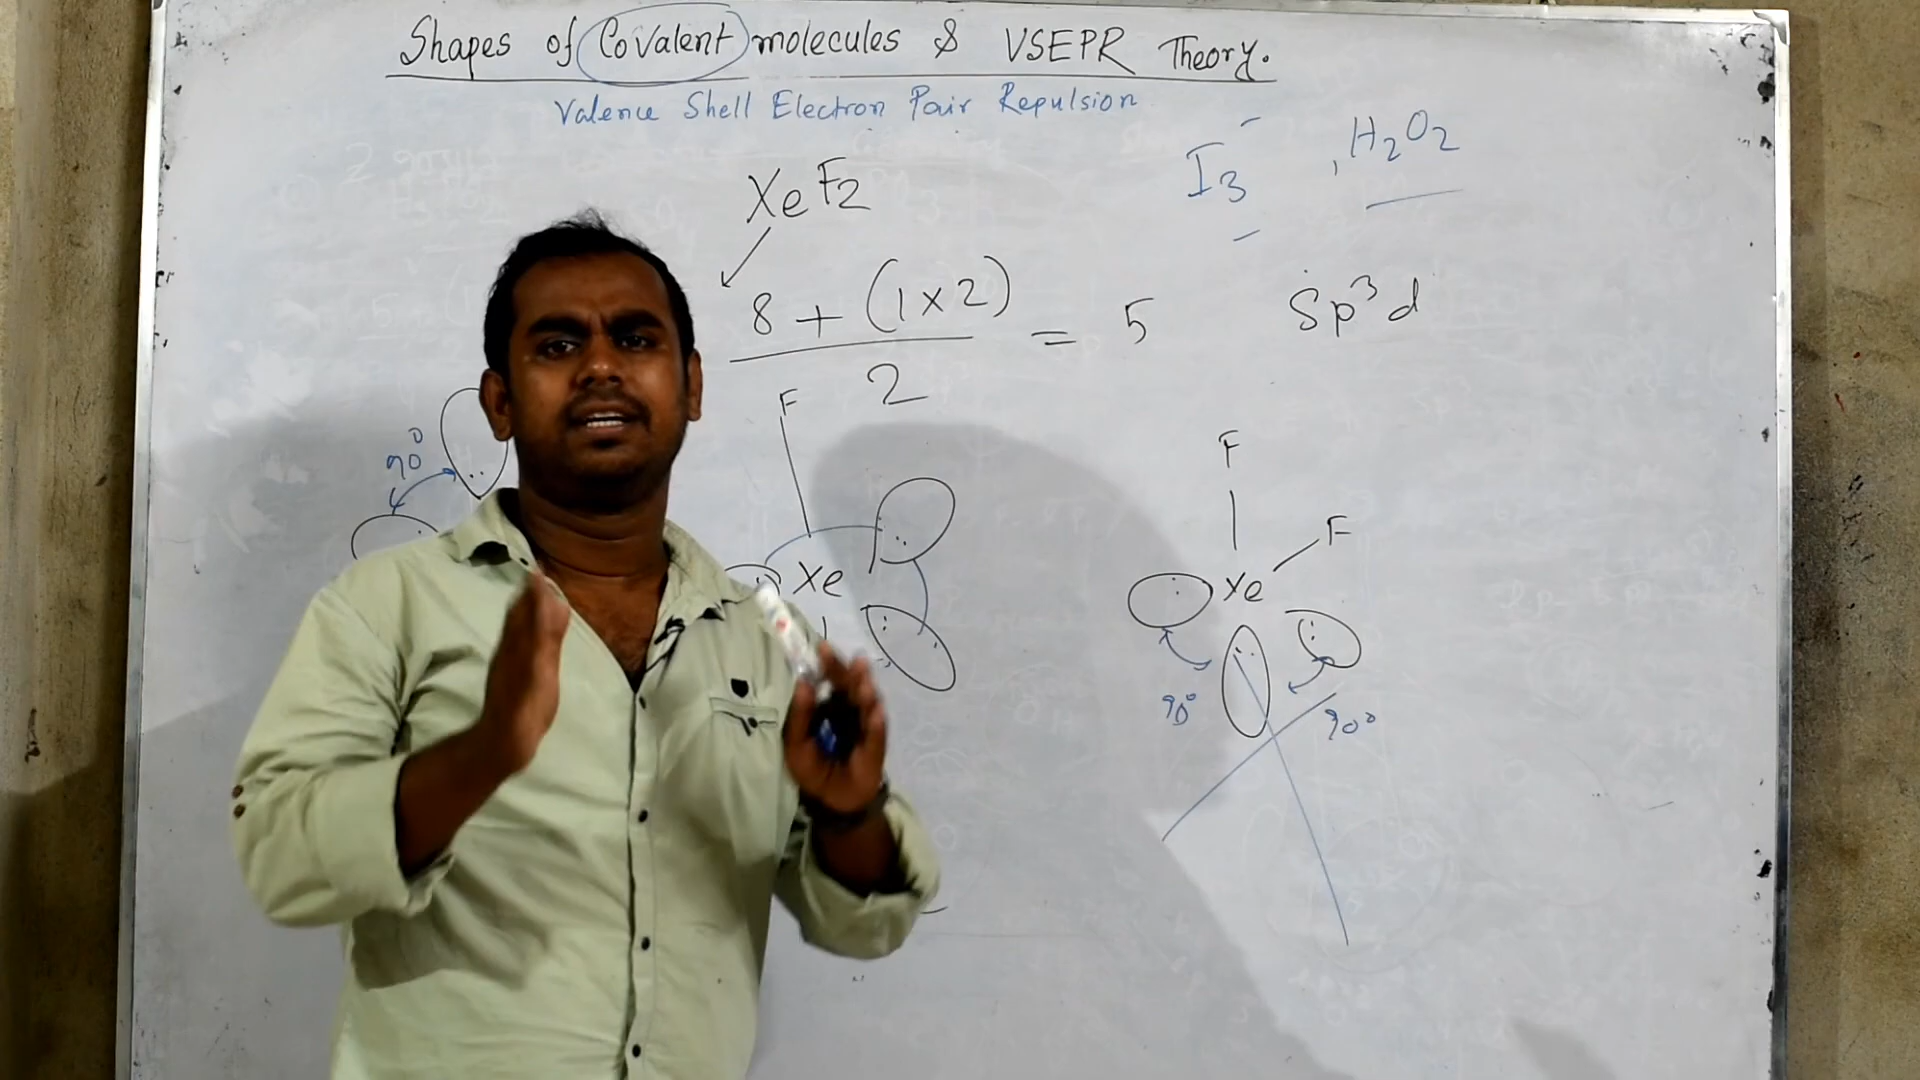 Shapes of Covalent molecules & VSEPR Theory.
Valence Shell Electron Pair Repulsion
I3⁻ , H2O2
XeF2
8 + (1×2)
2
= 5
Sp³d
F
90°
Xe
F
F
Xe
90°
90°